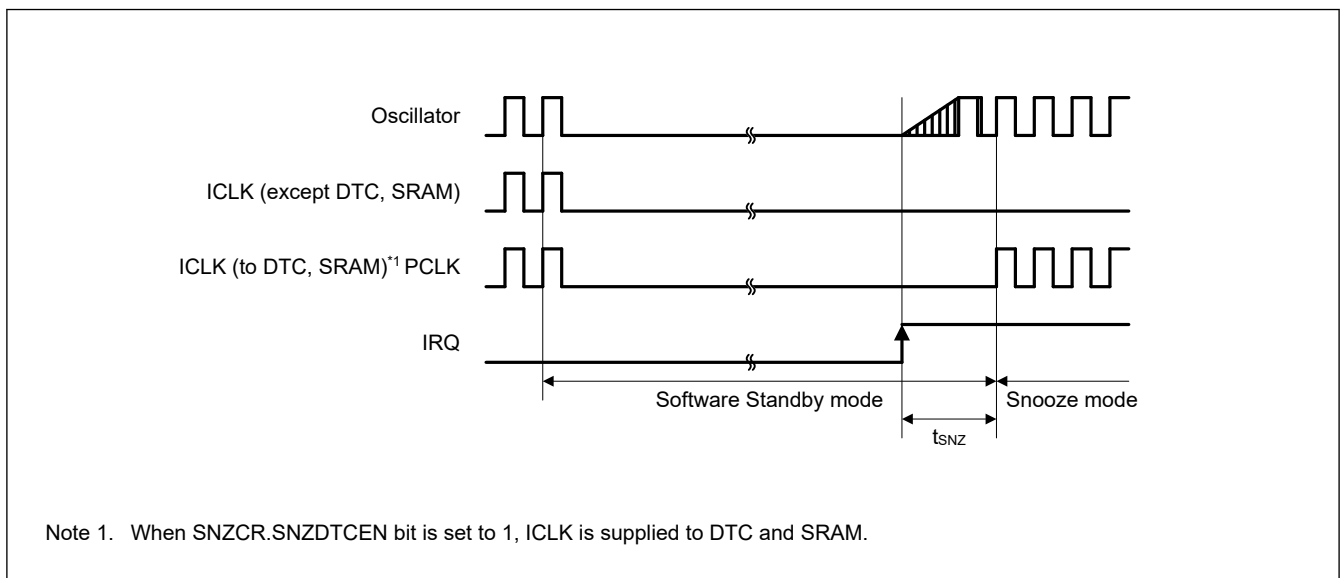 Oscillator
ICLK (except DTC, SRAM)
ICLK (to DTC, SRAM)*1 PCLK
IRQ
Software Standby mode
Snooze mode
tSNZ
Note 1. When SNZCR.SNZDTCEN bit is set to 1, ICLK is supplied to DTC and SRAM.